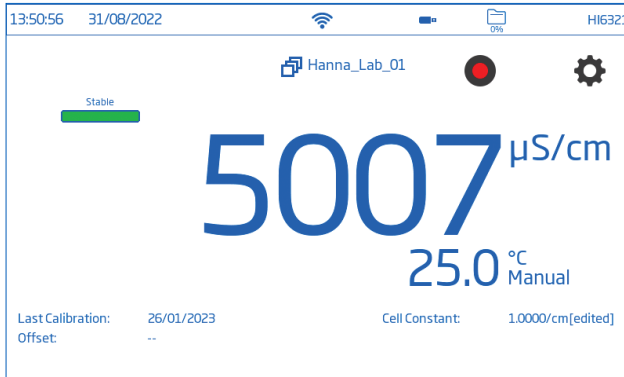 13:50:56 31/08/2022 0% HI6321
Hanna_Lab_01
Stable
5007 µS/cm
25.0 °C
Manual
Last Calibration: 26/01/2023 Cell Constant: 1.0000/cm[edited]
Offset: --